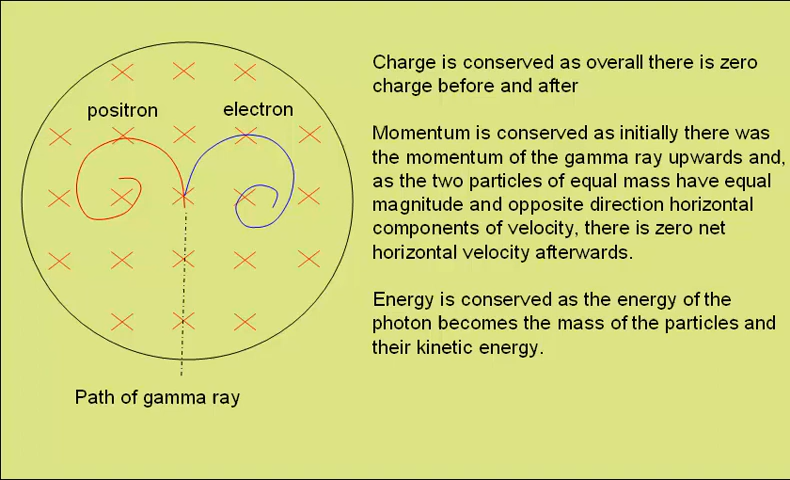 positron
electron
Path of gamma ray
Charge is conserved as overall there is zero
charge before and after
Momentum is conserved as initially there was
the momentum of the gamma ray upwards and,
as the two particles of equal mass have equal
magnitude and opposite direction horizontal
components of velocity, there is zero net
horizontal velocity afterwards.
Energy is conserved as the energy of the
photon becomes the mass of the particles and
their kinetic energy.